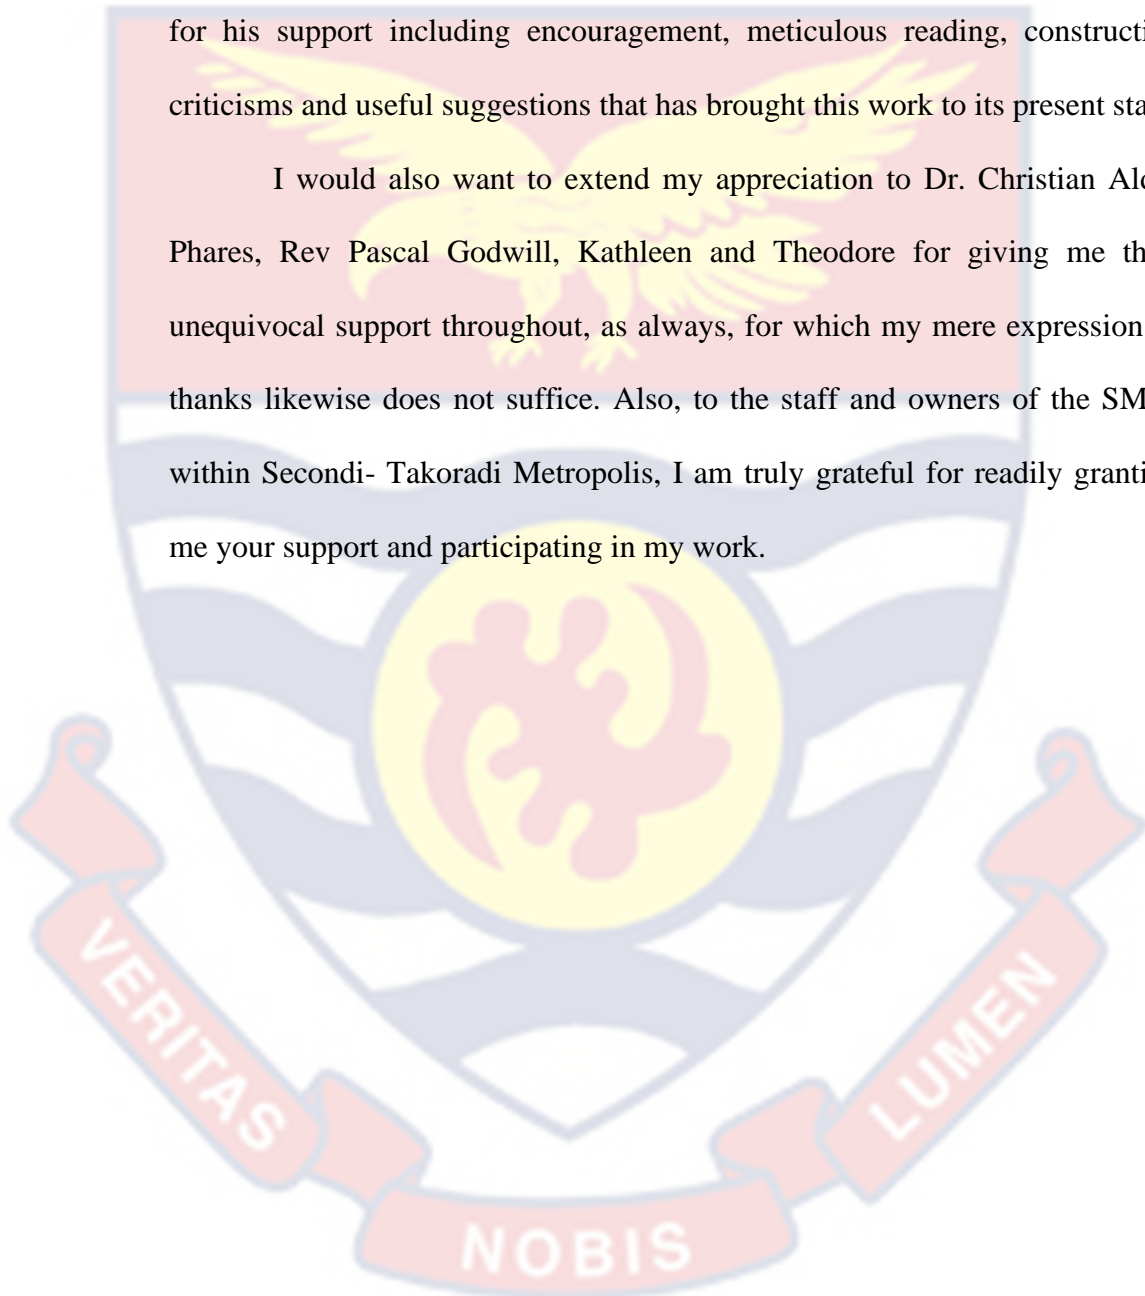 for his support including encouragement, meticulous reading, constructi
criticisms and useful suggestions that has brought this work to its present sta
I would also want to extend my appreciation to Dr. Christian Ald
Phares, Rev Pascal Godwill, Kathleen and Theodore for giving me th
unequivocal support throughout, as always, for which my mere expression
thanks likewise does not suffice. Also, to the staff and owners of the SM
within Secondi- Takoradi Metropolis, I am truly grateful for readily granti
me your support and participating in my work.
VERITAS
NOBIS
LUMEN